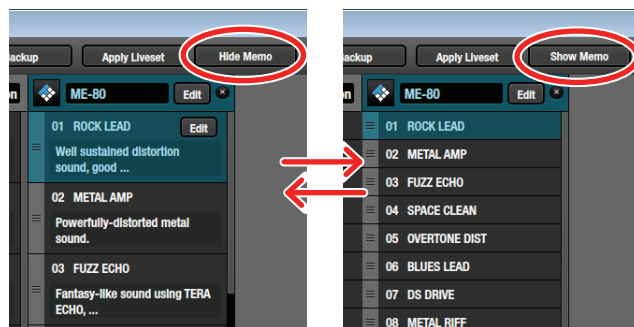 ackup Apply Liveset Hide Memo
n ME-80 Edit
01 ROCK LEAD Edit
Well sustained distortion
sound, good ...
02 METAL AMP
Powerfully-distorted metal
sound.
03 FUZZ ECHO
Fantasy-like sound using TERA
ECHO, ...
ackup Apply Liveset Show Memo
n ME-80 Edit
01 ROCK LEAD
02 METAL AMP
03 FUZZ ECHO
04 SPACE CLEAN
05 OVERTONE DIST
06 BLUES LEAD
07 DS DRIVE
08 METAL RIFF